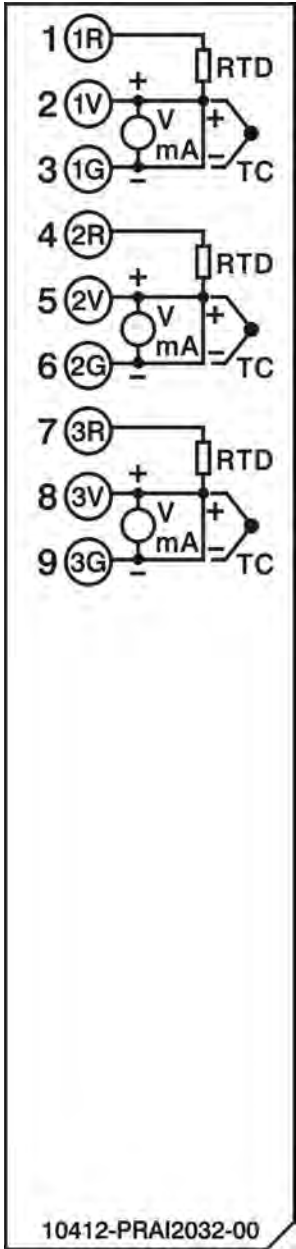 1 1R
RTD
+
2 1V V +
mA
3 1G − − TC
4 2R
RTD
+
5 2V V +
mA
6 2G − − TC
7 3R
RTD
+
8 3V V +
mA
9 3G − − TC
10412-PRAI2032-00